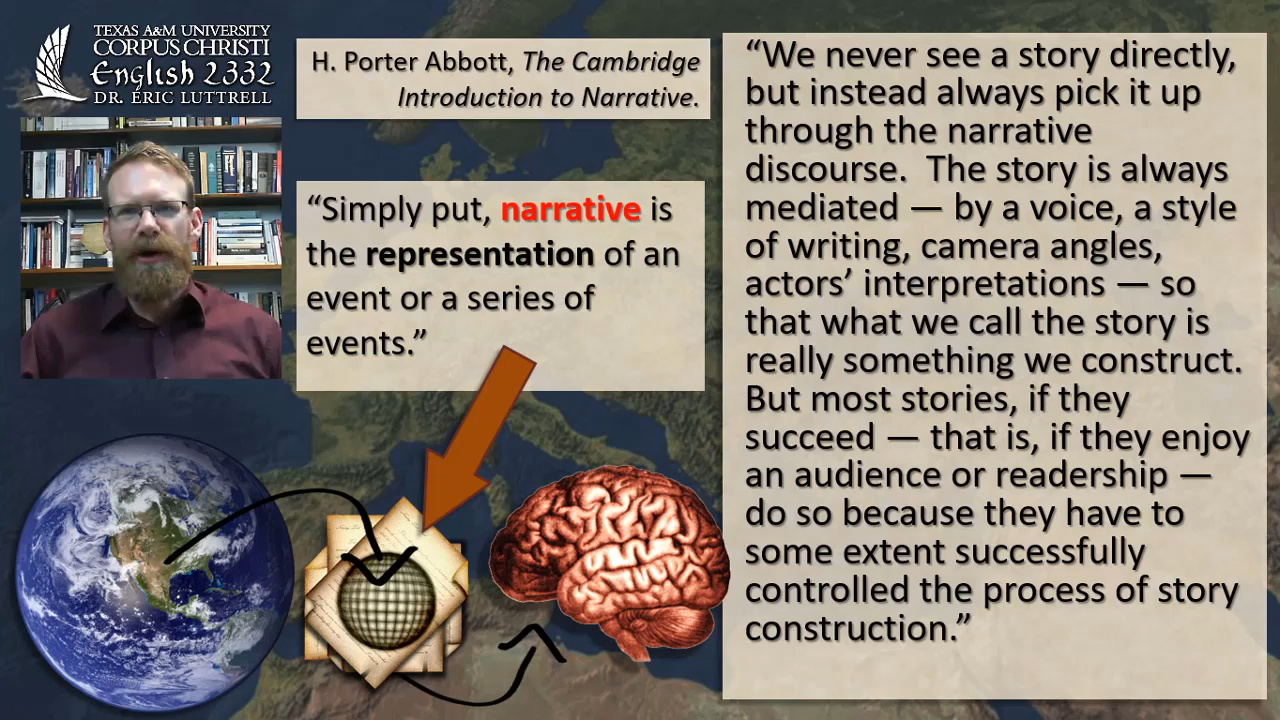 TEXAS A&M UNIVERSITY
CORPUS CHRISTI
English 2332
DR. ERIC LUTTRELL
H. Porter Abbott, The Cambridge
Introduction to Narrative.
“Simply put, narrative is
the representation of an
event or a series of
events.”
“We never see a story directly,
but instead always pick it up
through the narrative
discourse.  The story is always
mediated — by a voice, a style
of writing, camera angles,
actors’ interpretations — so
that what we call the story is
really something we construct.
But most stories, if they
succeed — that is, if they enjoy
an audience or readership —
do so because they have to
some extent successfully
controlled the process of story
construction.”